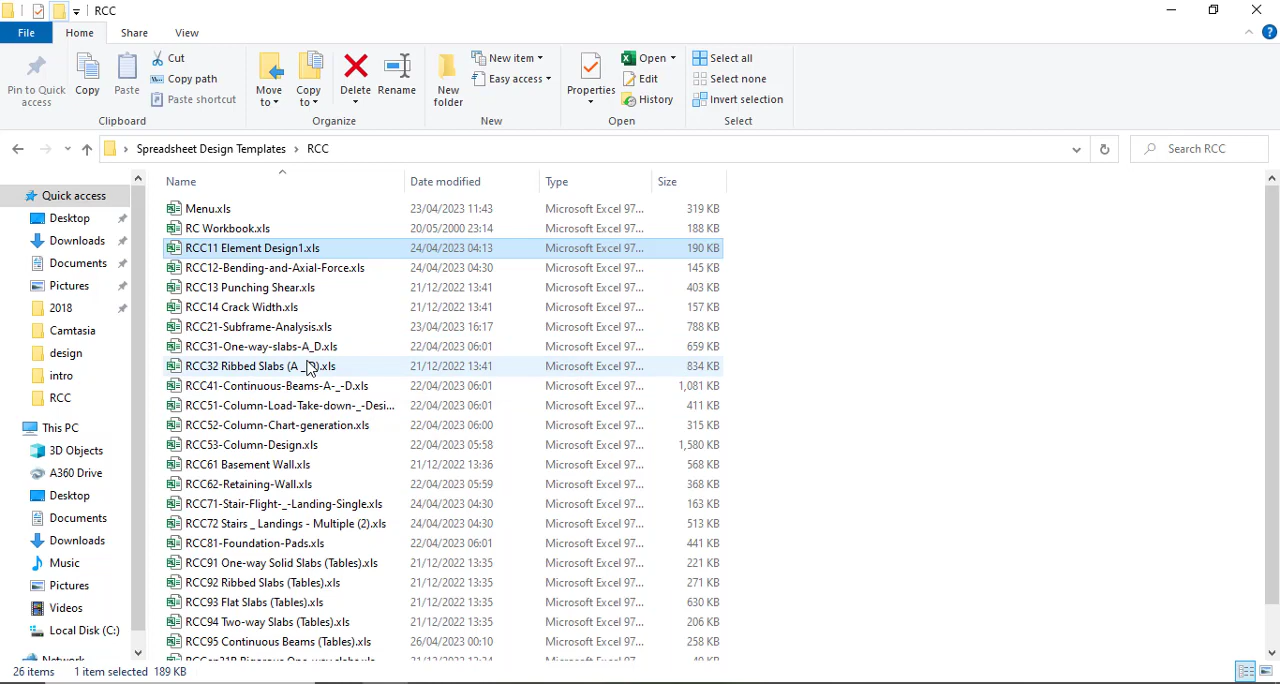 RCC
File Home Share View
Pin to Quick access
Copy
Paste
Cut
Copy path
Paste shortcut
Clipboard
Move to
Copy to
Delete
Rename
Organize
New folder
New item
Easy access
New
Properties
Open
Edit
History
Open
Select all
Select none
Invert selection
Select
Spreadsheet Design Templates › RCC
Search RCC
Quick access
Desktop
Downloads
Documents
Pictures
2018
Camtasia
design
intro
RCC
This PC
3D Objects
A360 Drive
Desktop
Documents
Downloads
Music
Pictures
Videos
Local Disk (C:)
Network
Name Date modified Type Size
Menu.xls 23/04/2023 11:43 Microsoft Excel 97... 319 KB
RC Workbook.xls 20/05/2000 23:14 Microsoft Excel 97... 188 KB
RCC11 Element Design1.xls 24/04/2023 04:13 Microsoft Excel 97... 190 KB
RCC12-Bending-and-Axial-Force.xls 24/04/2023 04:30 Microsoft Excel 97... 145 KB
RCC13 Punching Shear.xls 21/12/2022 13:41 Microsoft Excel 97... 403 KB
RCC14 Crack Width.xls 21/12/2022 13:41 Microsoft Excel 97... 157 KB
RCC21-Subframe-Analysis.xls 23/04/2023 16:17 Microsoft Excel 97... 788 KB
RCC31-One-way-slabs-A_D.xls 22/04/2023 06:01 Microsoft Excel 97... 659 KB
RCC32 Ribbed Slabs (A _ ).xls 21/12/2022 13:41 Microsoft Excel 97... 834 KB
RCC41-Continuous-Beams-A-_-D.xls 22/04/2023 06:01 Microsoft Excel 97... 1,081 KB
RCC51-Column-Load-Take-down-_-Desi... 22/04/2023 06:01 Microsoft Excel 97... 411 KB
RCC52-Column-Chart-generation.xls 22/04/2023 06:00 Microsoft Excel 97... 315 KB
RCC53-Column-Design.xls 22/04/2023 05:58 Microsoft Excel 97... 1,580 KB
RCC61 Basement Wall.xls 21/12/2022 13:36 Microsoft Excel 97... 568 KB
RCC62-Retaining-Wall.xls 22/04/2023 05:59 Microsoft Excel 97... 368 KB
RCC71-Stair-Flight-_-Landing-Single.xls 24/04/2023 04:30 Microsoft Excel 97... 163 KB
RCC72 Stairs _ Landings - Multiple (2).xls 24/04/2023 04:30 Microsoft Excel 97... 513 KB
RCC81-Foundation-Pads.xls 22/04/2023 06:01 Microsoft Excel 97... 441 KB
RCC91 One-way Solid Slabs (Tables).xls 21/12/2022 13:35 Microsoft Excel 97... 221 KB
RCC92 Ribbed Slabs (Tables).xls 21/12/2022 13:35 Microsoft Excel 97... 271 KB
RCC93 Flat Slabs (Tables).xls 21/12/2022 13:35 Microsoft Excel 97... 630 KB
RCC94 Two-way Slabs (Tables).xls 21/12/2022 13:35 Microsoft Excel 97... 206 KB
RCC95 Continuous Beams (Tables).xls 26/04/2023 00:10 Microsoft Excel 97... 258 KB
26 items 1 item selected 189 KB